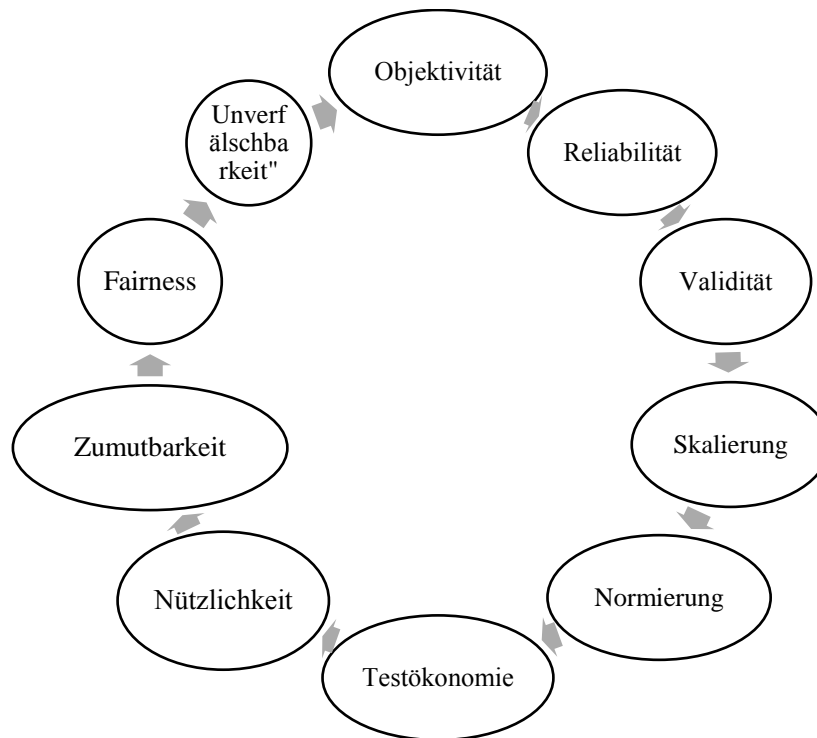 Objektivität
Reliabilität
Validität
Skalierung
Normierung
Testökonomie
Nützlichkeit
Zumutbarkeit
Fairness
Unverf
älschba
rkeit"